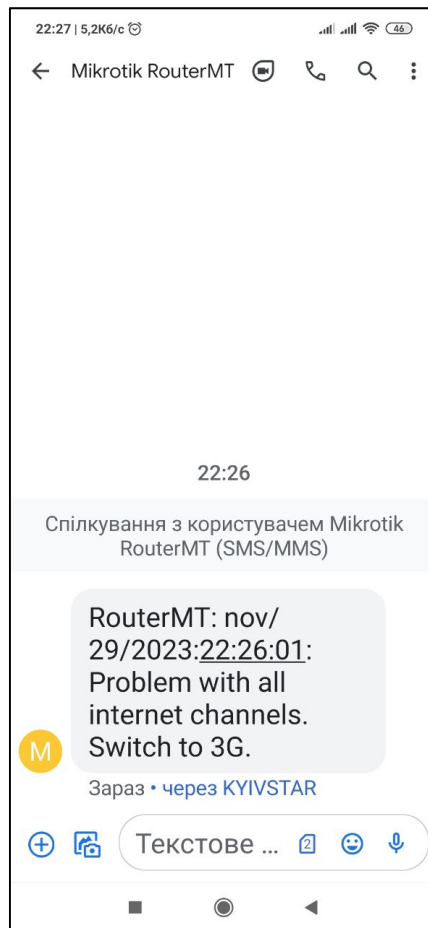 22:27 | 5,2Кб/с 46
Mikrotik RouterMT
22:26
Спілкування з користувачем Mikrotik
RouterMT (SMS/MMS)
RouterMT: nov/
29/2023:22:26:01:
Problem with all
internet channels.
Switch to 3G.
M
Зараз • через KYIVSTAR
Текстове ... 2